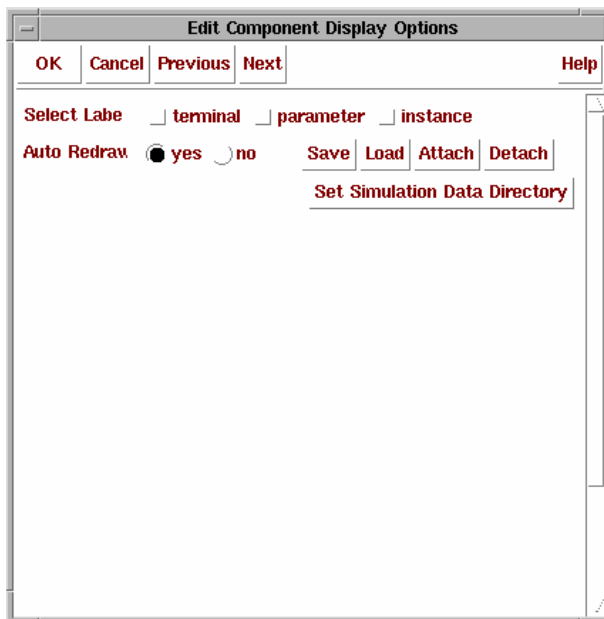 Edit Component Display Options
OK Cancel Previous Next Help
Select Labe terminal parameter instance
Auto Redraw yes no Save Load Attach Detach
Set Simulation Data Directory